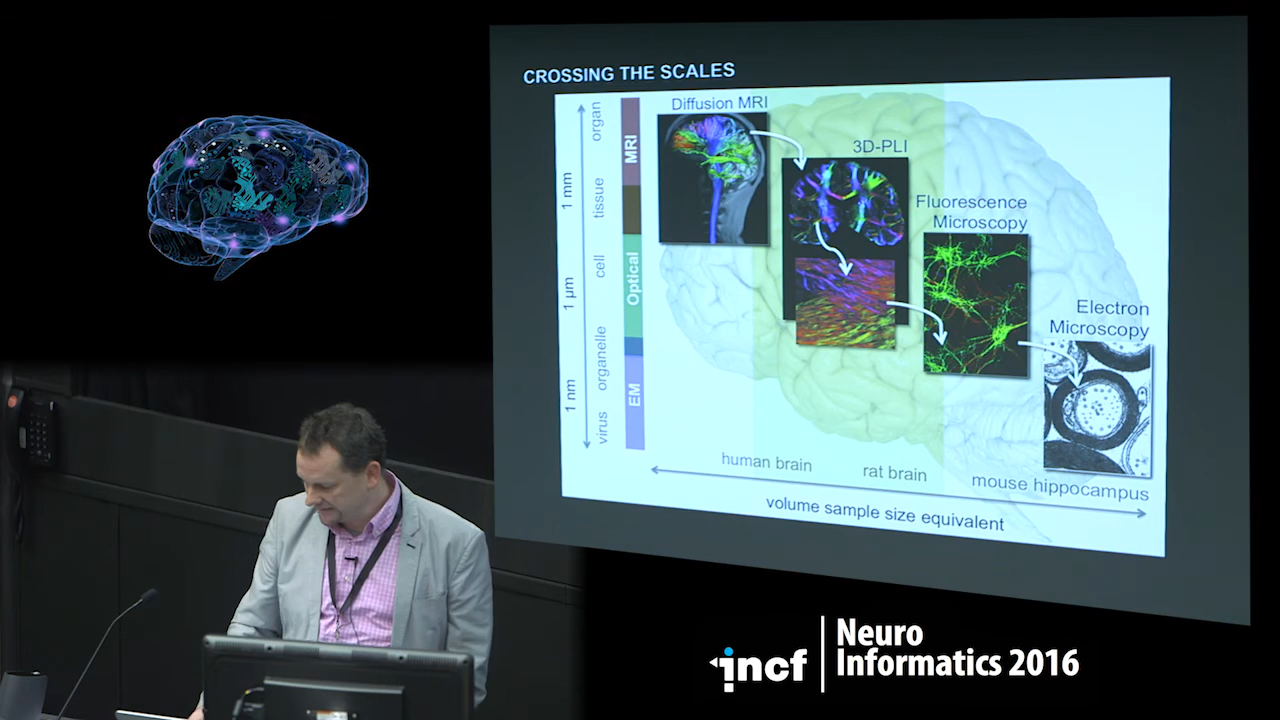 CROSSING THE SCALES
Diffusion MRI
3D-PLI
Fluorescence
Microscopy
Electron
Microscopy
organ
tissue
cell
organelle
virus
1 mm
1 µm
1 nm
MRI
Optical
EM
human brain
rat brain
mouse hippocampus
volume sample size equivalent
incf
Neuro
Informatics 2016